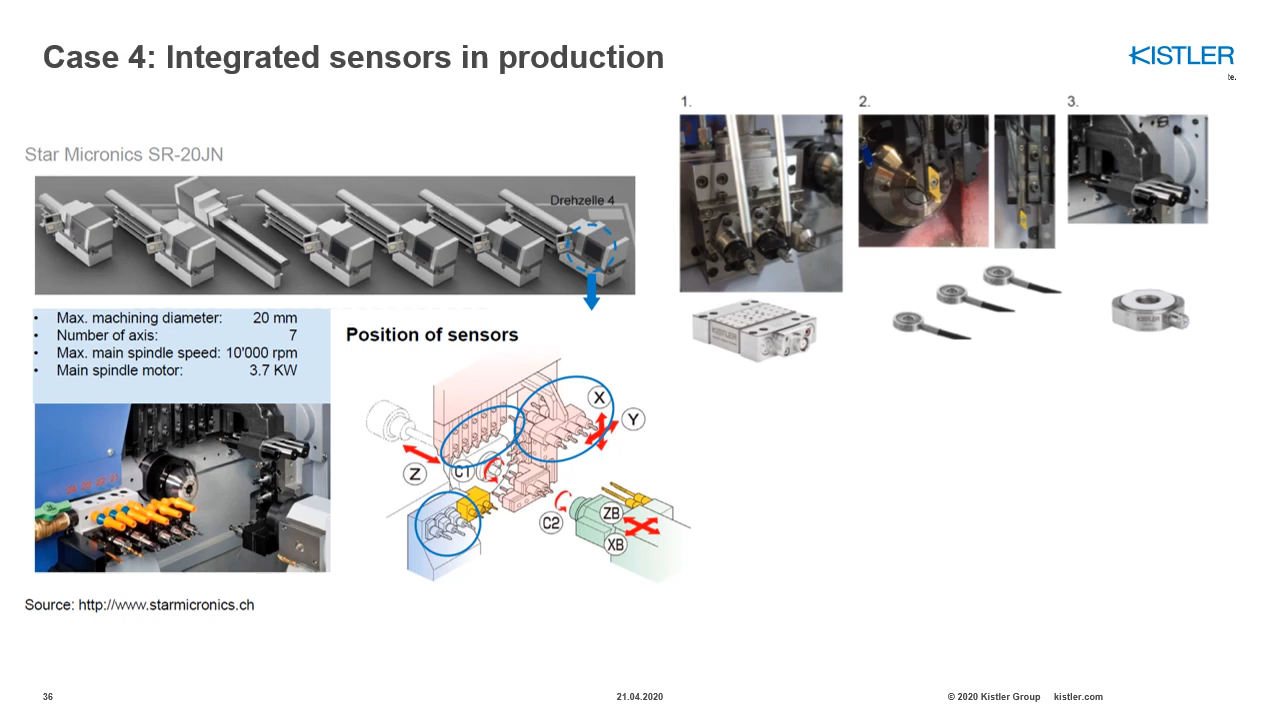 Case 4: Integrated sensors in production
KISTLER
te.
Star Micronics SR-20JN
Drehzelle 4
• Max. machining diameter: 20 mm
• Number of axis: 7
• Max. main spindle speed: 10'000 rpm
• Main spindle motor: 3.7 KW
Position of sensors
X
Y
Z
C1
C2
ZB
XB
1.
2.
3.
KISTLER
KISTLER
Source: http://www.starmicronics.ch
36
21.04.2020
© 2020 Kistler Group kistler.com